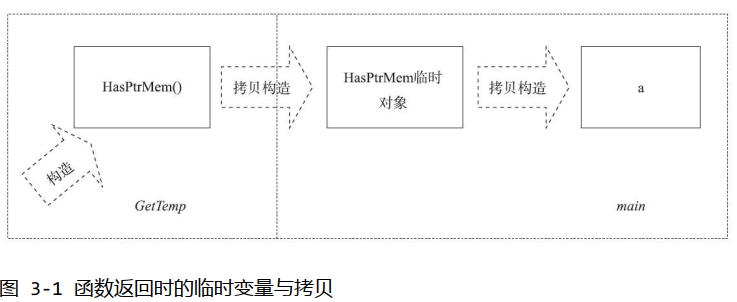 HasPtrMem()
拷贝构造
HasPtrMem临时
对象
拷贝构造
a
构造
GetTemp
main
图 3-1 函数返回时的临时变量与拷贝